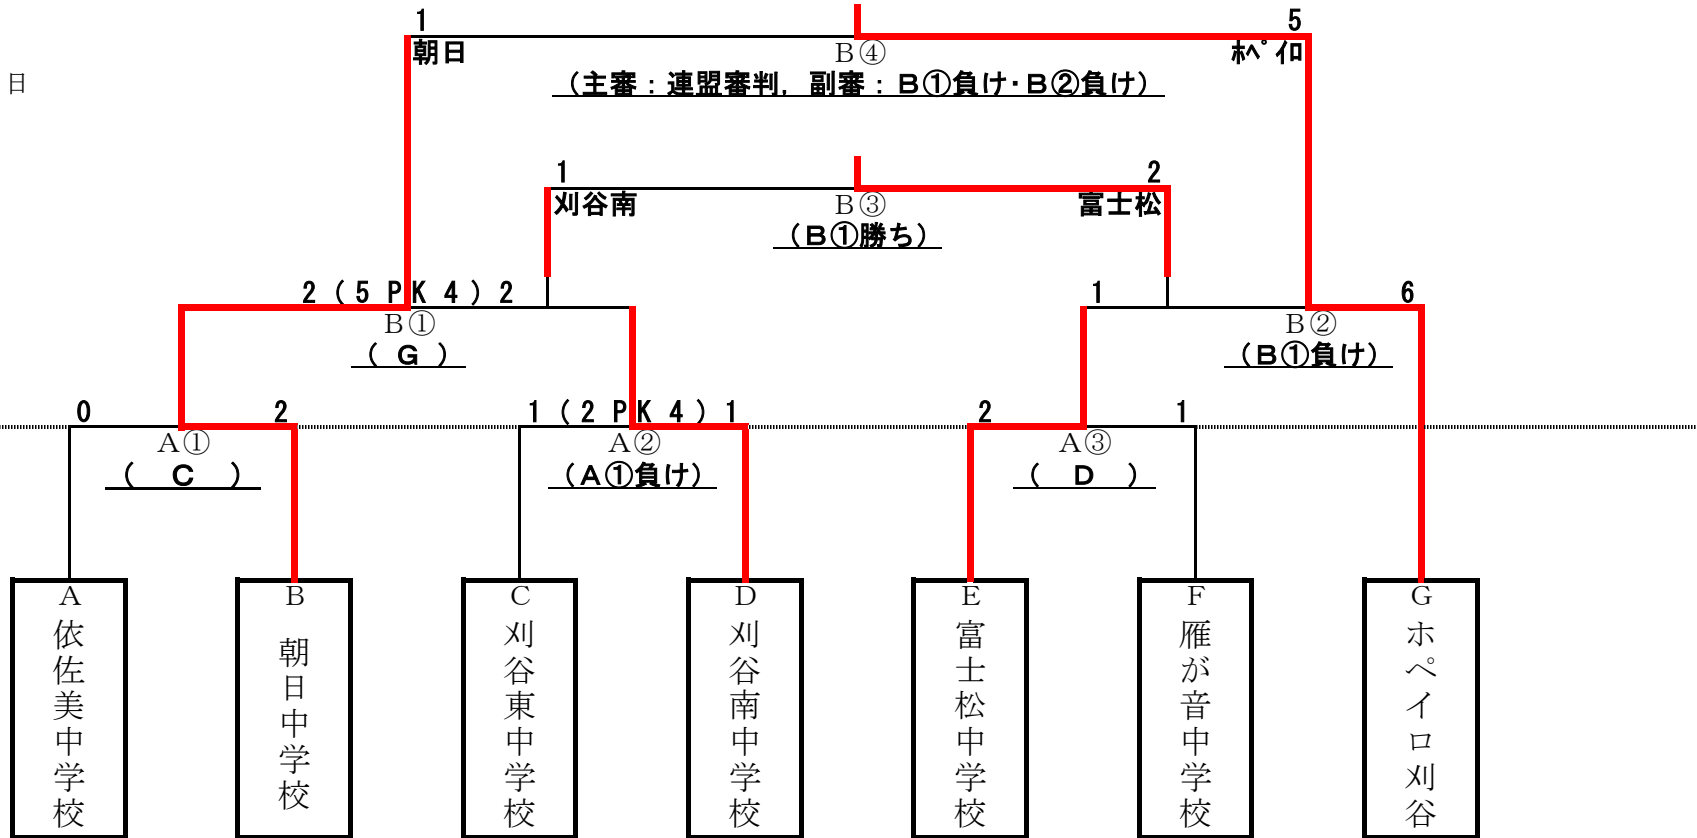 1 5
朝日 B④ ﾎﾍﾟｲﾛ
日
（主審：連盟審判，副審：B①負け・B②負け）
1 2
刈谷南 B③ 富士松
（B①勝ち）
2（5 PK 4）2 1 6
B① B②
（ G ） （B①負け）
0 2 1（2 PK 4）1 2 1
A① A② A③
（ C ） （A①負け） （ D ）
A B C D E F G
依佐美中学校
朝日中学校
刈谷東中学校
刈谷南中学校
富士松中学校
雁が音中学校
ホペイロ刈谷